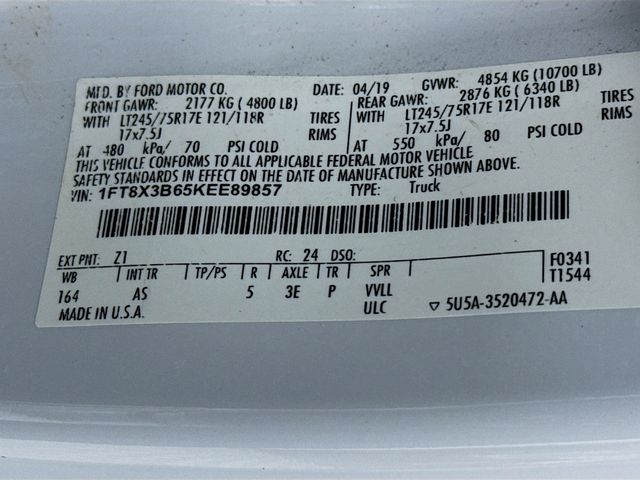 MFD. BY FORD MOTOR CO. DATE: 04/19 GVWR: 4854 KG (10700 LB)
FRONT GAWR: 2177 KG ( 4800 LB) REAR GAWR: 2876 KG ( 6340 LB)
WITH LT245/75R17E 121/118R TIRES WITH LT245/75R17E 121/118R TIRES
17x7.5J RIMS 17x7.5J RIMS
AT 480 kPa/ 70 PSI COLD AT 550 kPa/ 80 PSI COLD
THIS VEHICLE CONFORMS TO ALL APPLICABLE FEDERAL MOTOR VEHICLE
SAFETY STANDARDS IN EFFECT ON THE DATE OF MANUFACTURE SHOWN ABOVE.
VIN: 1FT8X3B65KEE89857 TYPE: Truck
EXT PNT: Z1 RC: 24 DSO: F0341
WB INT TR TP/PS R AXLE TR SPR T1544
164 AS 5 3E P VVLL
MADE IN U.S.A. ULC ▽ 5U5A-3520472-AA